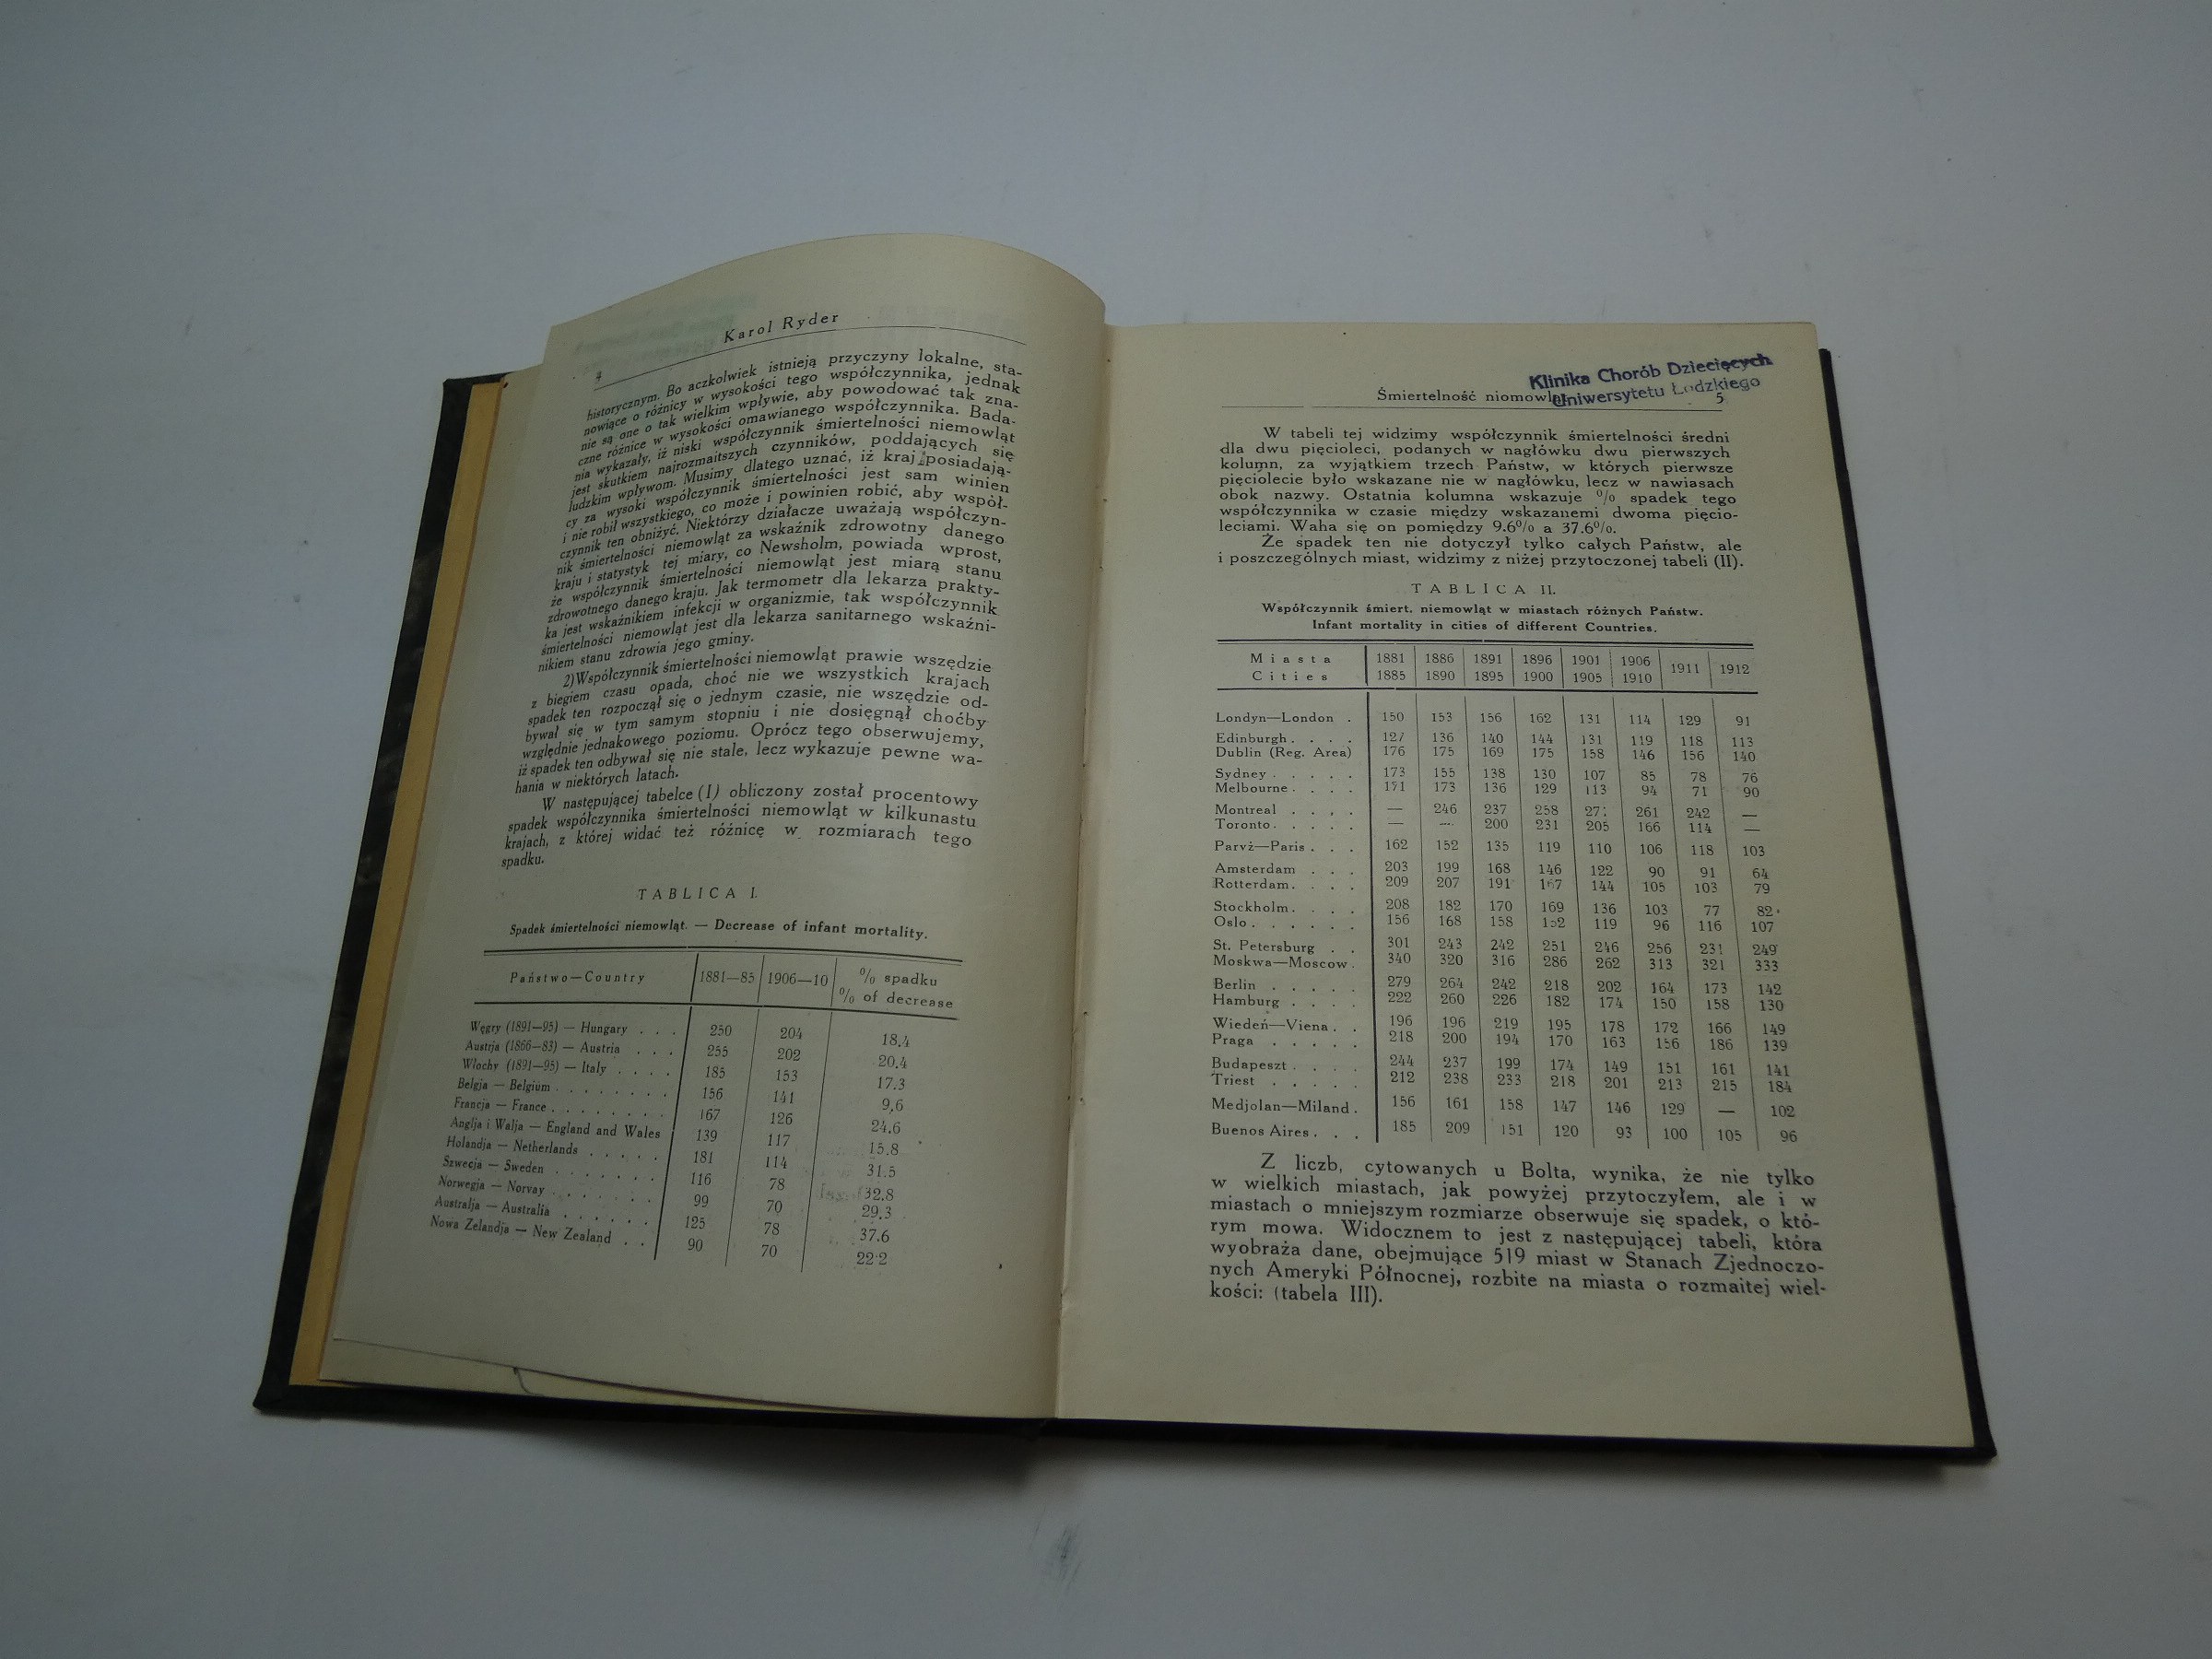 4
Karol Ryder
historycznym. Bo aczkolwiek istnieją przyczyny lokalne, sta-
nowiące o różnicy w wysokości tego współczynnika, jednak
nie są one o tak wielkim wpływie, aby powodować tak zna-
czne różnice w wysokości omawianego współczynnika. Bada-
nia wykazały, iż niski współczynnik śmiertelności niemowląt
jest skutkiem najrozmaitszych czynników, poddających się
ludzkim wpływom. Musimy dlatego uznać, iż kraj posiadają-
cy za wysoki współczynnik śmiertelności jest sam winien
i nie robił wszystkiego, co może i powinien robić, aby współ-
czynnik ten obniżyć. Niektórzy działacze uważają współczyn-
nik śmiertelności niemowląt za wskaźnik zdrowotny danego
kraju i statystyk tej miary, co Newsholm, powiada wprost,
że współczynnik śmiertelności niemowląt jest miarą stanu
zdrowotnego danego kraju. Jak termometr dla lekarza prakty-
ka jest wskaźnikiem infekcji w organizmie, tak współczynnik
śmiertelności niemowląt jest dla lekarza sanitarnego wskaźni-
nikiem stanu zdrowia jego gminy.
2) Współczynnik śmiertelności niemowląt prawie wszędzie
z biegiem czasu opada, choć nie we wszystkich krajach
spadek ten rozpoczął się o jednym czasie, nie wszędzie od-
bywał się w tym samym stopniu i nie dosięgnął choćby
względnie jednakowego poziomu. Oprócz tego obserwujemy,
iż spadek ten odbywał się nie stale, lecz wykazuje pewne wa-
hania w niektórych latach.
W następującej tabelce (I) obliczony został procentowy
spadek współczynnika śmiertelności niemowląt w kilkunastu
krajach, z której widać też różnicę w rozmiarach tego
spadku.
TABLICA I.
Spadek śmiertelności niemowląt. — Decrease of infant mortality.
Państwo—Country 1881—85 1906—10 % spadku
% of decrease
Węgry (1891—95) — Hungary . . . 250 204 18.4
Austrja (1866—83) — Austria . . . 255 202 20.4
Włochy (1891—95) — Italy . . . . 185 153 17.3
Belgja — Belgium . . . . . . . 156 141 9,6
Francja — France . . . . . . . 167 126 24.6
Anglja i Walja — England and Wales 139 117 15.8
Holandja — Netherlands . . . . . 181 114 31.5
Szwecja — Sweden . . . . . . 116 78 32.8
Norwegja — Norvay . . . . . . 99 70 29.3
Australja — Australia . . . . . . 125 78 37.6
Nowa Zelandja — New Zealand . . 90 70 22·2
Klinika Chorób Dziecięcych
Uniwersytetu Łodzkiego
Śmiertelność niomowląt 5
W tabeli tej widzimy współczynnik śmiertelności średni
dla dwu pięcioleci, podanych w nagłówku dwu pierwszych
kolumn, za wyjątkiem trzech Państw, w których pierwsze
pięciolecie było wskazane nie w nagłówku, lecz w nawiasach
obok nazwy. Ostatnia kolumna wskazuje % spadek tego
współczynnika w czasie między wskazanemi dwoma pięcio-
leciami. Waha się on pomiędzy 9.6% a 37.6%.
Że spadek ten nie dotyczył tylko całych Państw, ale
i poszczególnych miast, widzimy z niżej przytoczonej tabeli (II).
TABLICA II.
Współczynnik śmiert. niemowląt w miastach różnych Państw.
Infant mortality in cities of different Countries.
Miasta 1881 1886 1891 1896 1901 1906 1911 1912
Cities 1885 1890 1895 1900 1905 1910
Londyn—London . 150 153 156 162 131 114 129 91
Edinburgh . . . . 127 136 140 144 131 119 118 113
Dublin (Reg. Area) 176 175 169 175 158 146 156 140
Sydney . . . . . 173 155 138 130 107 85 78 76
Melbourne . . . . 171 173 136 129 113 94 71 90
Montreal . . . . — 246 237 258 27 261 242 —
Toronto . . . . . — — 200 231 205 166 114 —
Paryż—Paris . . . 162 152 135 119 110 106 118 103
Amsterdam . . . 203 199 168 146 122 90 91 64
Rotterdam . . . . 209 207 191 167 144 105 103 79
Stockholm . . . . 208 182 170 169 136 103 77 82
Oslo . . . . . . 156 168 158 152 119 96 116 107
St. Petersburg . . 301 243 242 251 246 256 231 249
Moskwa—Moscow . 340 320 316 286 262 313 321 333
Berlin . . . . . 279 264 242 218 202 164 173 142
Hamburg . . . . 222 260 226 182 174 150 158 130
Wiedeń—Viena . . 196 196 219 195 178 172 166 149
Praga . . . . . 218 200 194 170 163 156 186 139
Budapeszt . . . . 244 237 199 174 149 151 161 141
Triest . . . . . 212 238 233 218 201 213 215 184
Medjolan—Miland . 156 161 158 147 146 129 — 102
Buenos Aires . . . 185 209 151 120 93 100 105 96
Z liczb, cytowanych u Bolta, wynika, że nie tylko
w wielkich miastach, jak powyżej przytoczyłem, ale i w
miastach o mniejszym rozmiarze obserwuje się spadek, o któ-
rym mowa. Widocznem to jest z następującej tabeli, która
wyobraża dane, obejmujące 519 miast w Stanach Zjednoczo-
nych Ameryki Północnej, rozbite na miasta o rozmaitej wiel-
kości: (tabela III).